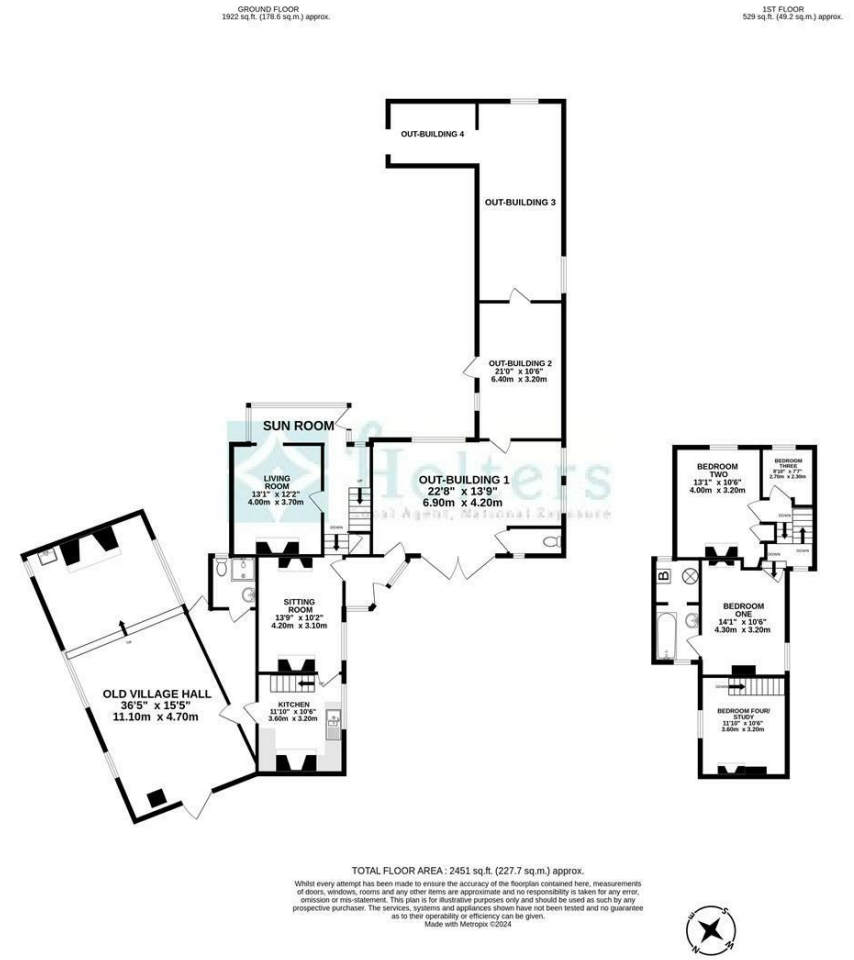 GROUND FLOOR
1922 sq.ft. (178.6 sq.m.) approx.
1ST FLOOR
529 sq.ft. (49.2 sq.m.) approx.
OUT-BUILDING 4
OUT-BUILDING 3
OUT-BUILDING 2
21'0" x 10'6"
6.40m x 3.20m
SUN ROOM
LIVING
ROOM
13'1" x 12'2"
4.00m x 3.70m
UP
DOWN
OUT-BUILDING 1
22'8" x 13'9"
6.90m x 4.20m
Holters
Local Agent, National Exposure
SITTING
ROOM
13'9" x 10'2"
4.20m x 3.10m
UP
OLD VILLAGE HALL
36'5" x 15'5"
11.10m x 4.70m
UP
KITCHEN
11'10" x 10'6"
3.60m x 3.20m
BEDROOM
TWO
13'1" x 10'6"
4.00m x 3.20m
BEDROOM
THREE
8'10" x 7'7"
2.70m x 2.30m
DOWN
DOWN
DOWN
B
BEDROOM
ONE
14'1" x 10'6"
4.30m x 3.20m
DOWN
BEDROOM FOUR/
STUDY
11'10" x 10'6"
3.60m x 3.20m
TOTAL FLOOR AREA : 2451 sq.ft. (227.7 sq.m.) approx.
Whilst every attempt has been made to ensure the accuracy of the floorplan contained here, measurements
of doors, windows, rooms and any other items are approximate and no responsibility is taken for any error,
omission or mis-statement. This plan is for illustrative purposes only and should be used as such by any
prospective purchaser. The services, systems and appliances shown have not been tested and no guarantee
as to their operability or efficiency can be given.
Made with Metropix ©2024
S
E
W
N